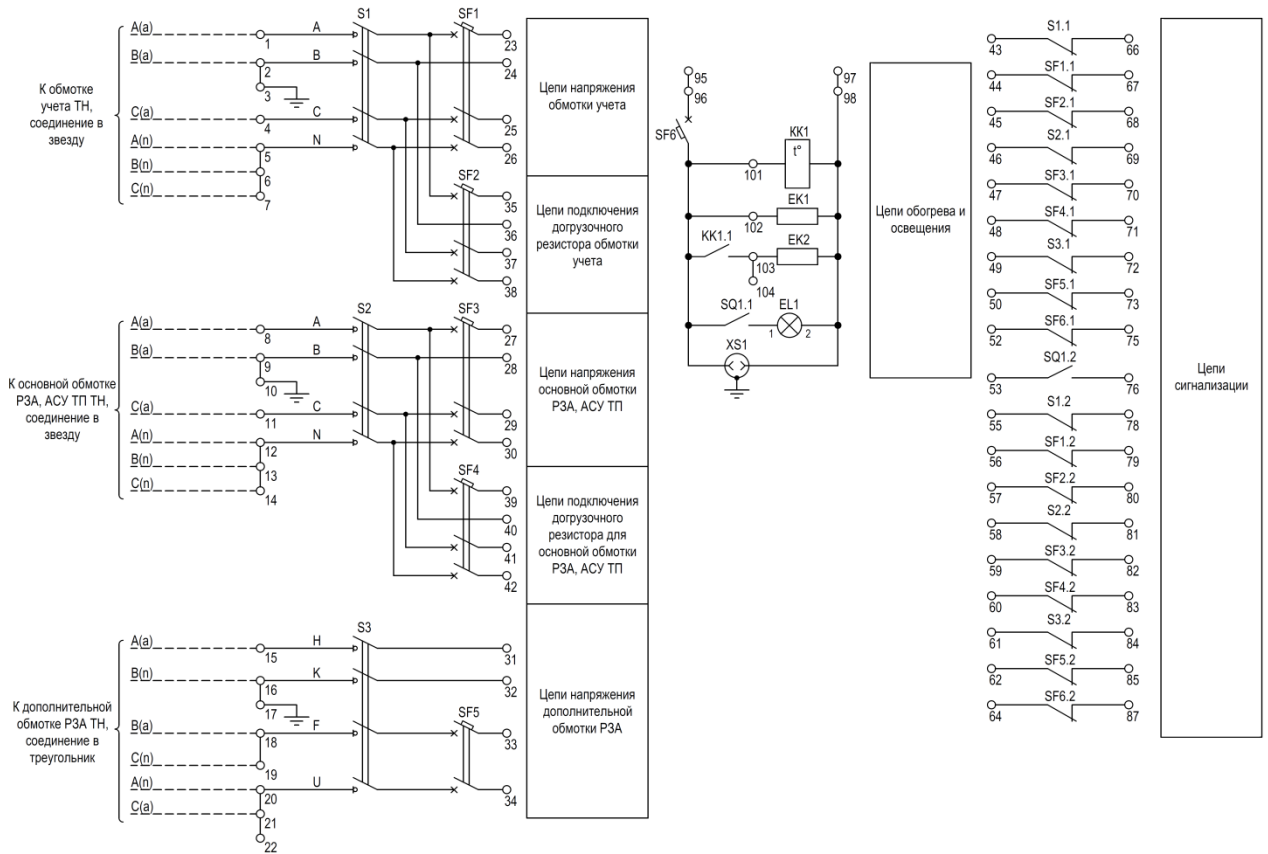 К обмотке
учета ТН,
соединение в
звезду
A(a)
B(a)
C(a)
A(n)
B(n)
C(n)
1
2
3
4
5
6
7
A
B
C
N
S1
SF1
23
24
25
26
SF2
35
36
37
38
Цепи напряжения
обмотки учета
Цепи подключения
догрузочного
резистора обмотки
учета
К основной обмотке
РЗА, АСУ ТП ТН,
соединение в
звезду
A(a)
B(a)
C(a)
A(n)
B(n)
C(n)
8
9
10
11
12
13
14
A
B
C
N
S2
SF3
27
28
29
30
SF4
39
40
41
42
Цепи напряжения
основной обмотки
РЗА, АСУ ТП
Цепи подключения
догрузочного
резистора для
основной обмотки
РЗА, АСУ ТП
К дополнительной
обмотке РЗА ТН,
соединение в
треугольник
A(a)
B(n)
B(a)
C(n)
A(n)
C(a)
15
16
17
18
19
20
21
22
H
K
F
U
S3
31
32
SF5
33
34
Цепи напряжения
дополнительной
обмотки РЗА
95
96
97
98
SF6
KK1
t°
101
EK1
102
KK1.1
EK2
103
104
SQ1.1
EL1
1
2
XS1
Цепи обогрева и
освещения
43 S1.1 66
44 SF1.1 67
45 SF2.1 68
46 S2.1 69
47 SF3.1 70
48 SF4.1 71
49 S3.1 72
50 SF5.1 73
52 SF6.1 75
53 SQ1.2 76
55 S1.2 78
56 SF1.2 79
57 SF2.2 80
58 S2.2 81
59 SF3.2 82
60 SF4.2 83
61 S3.2 84
62 SF5.2 85
64 SF6.2 87
Цепи
сигнализации